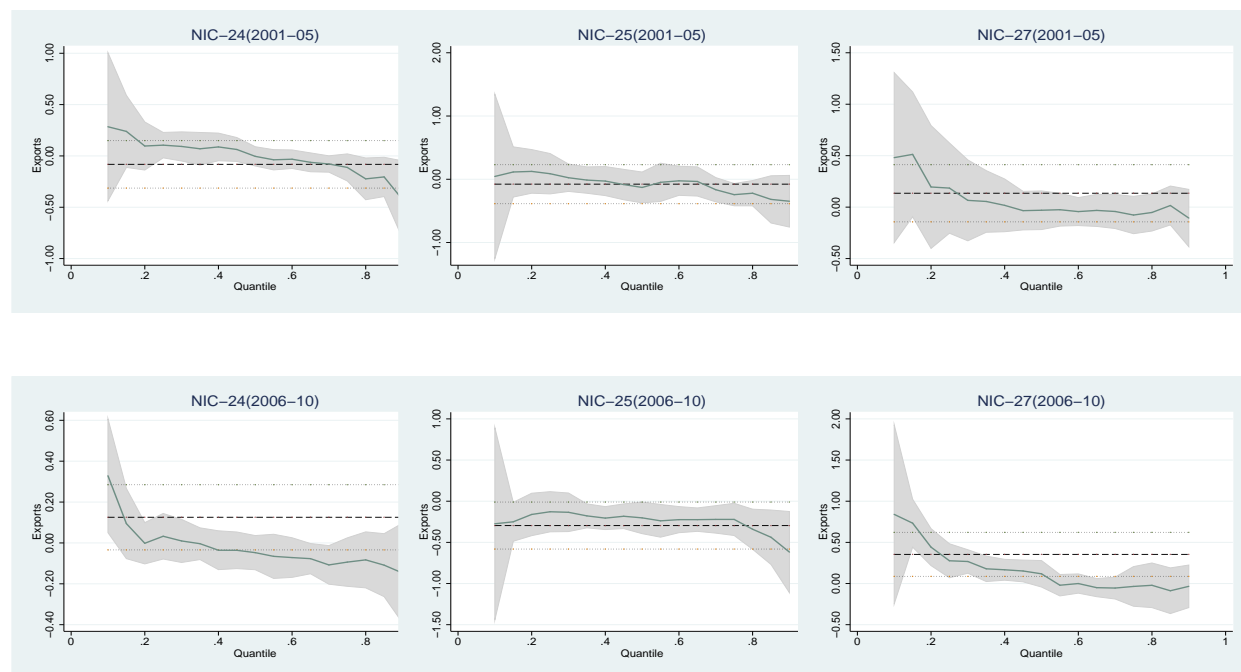 NIC−24(2001−05)
Exports
1.00
0.50
0.00
−0.50
−1.00
0 .2 .4 .6 .8
Quantile
NIC−25(2001−05)
Exports
2.00
1.00
0.00
−1.00
0 .2 .4 .6 .8
Quantile
NIC−27(2001−05)
Exports
1.50
1.00
0.50
0.00
−0.50
0 .2 .4 .6 .8 1
Quantile
NIC−24(2006−10)
Exports
0.60
0.40
0.20
0.00
−0.20
−0.40
0 .2 .4 .6 .8
Quantile
NIC−25(2006−10)
Exports
1.00
0.50
0.00
−0.50
−1.00
−1.50
0 .2 .4 .6 .8
Quantile
NIC−27(2006−10)
Exports
2.00
1.50
1.00
0.50
0.00
−0.50
0 .2 .4 .6 .8 1
Quantile